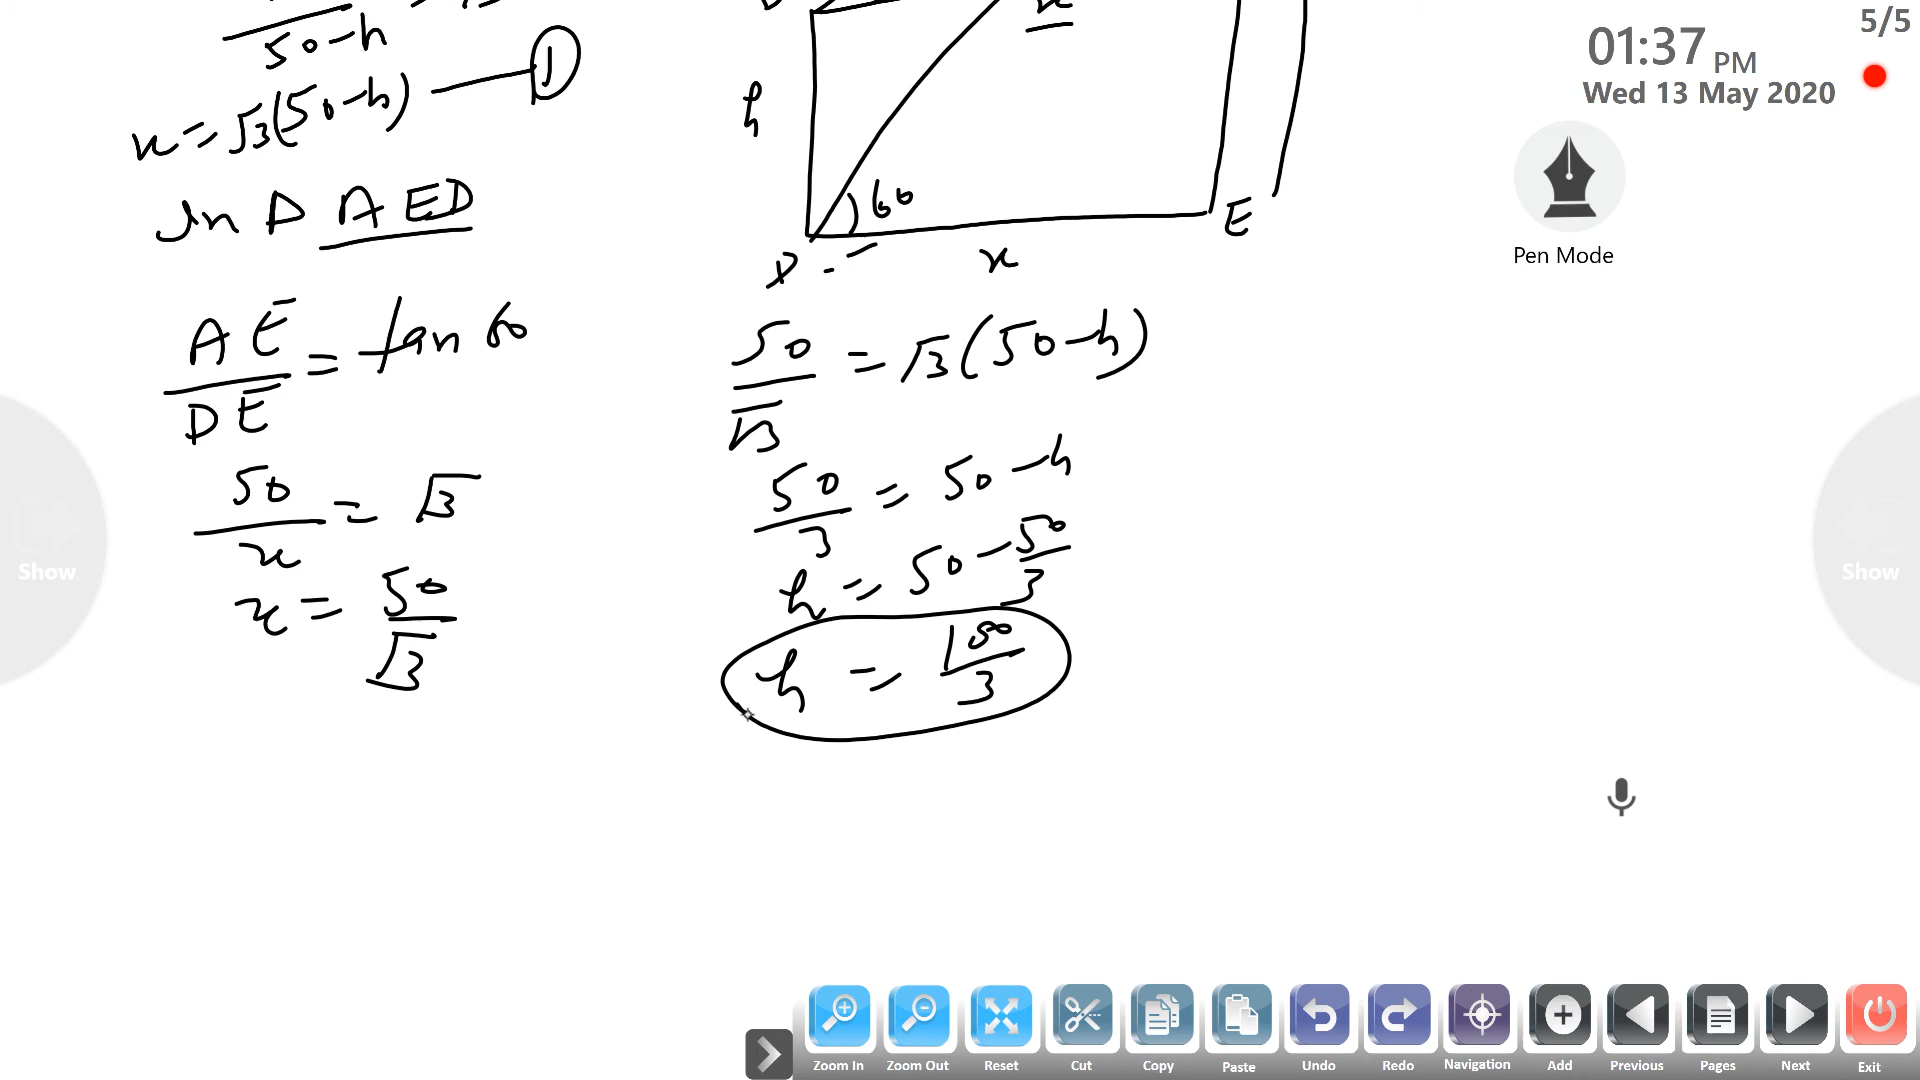 50-h
x = √3(50-h) — 1
In Δ AED
AE/DE = tan 60
50/x = √3
x = 50/√3
x
h
60
D
x
E
50/√3 = √3(50-h)
50/3 = 50-h
h = 50 - 50/3
h = 150/3
5/5
01:37 PM
Wed 13 May 2020
Pen Mode
Show
Show
Zoom In
Zoom Out
Reset
Cut
Copy
Paste
Undo
Redo
Navigation
Add
Previous
Pages
Next
Exit